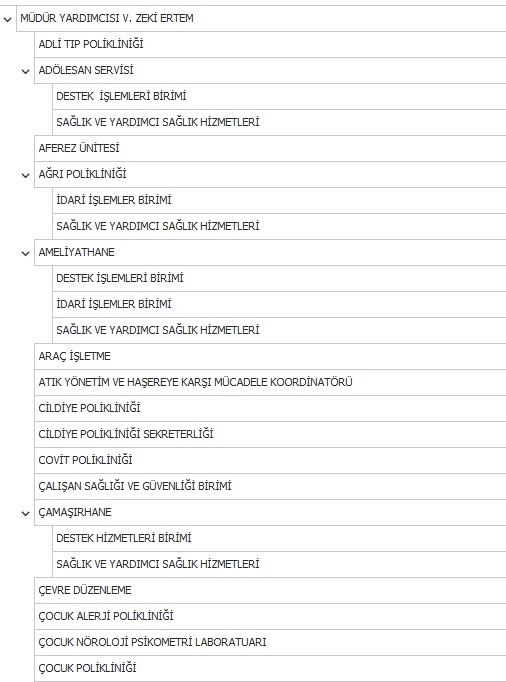 MÜDÜR YARDIMCISI V. ZEKİ ERTEM
ADLİ TIP POLİKLİNİĞİ
ADÖLESAN SERVİSİ
DESTEK  İŞLEMLERİ BİRİMİ
SAĞLIK VE YARDIMCI SAĞLIK HİZMETLERİ
AFEREZ ÜNİTESİ
AĞRI POLİKLİNİĞİ
İDARİ İŞLEMLER BİRİMİ
SAĞLIK VE YARDIMCI SAĞLIK HİZMETLERİ
AMELİYATHANE
DESTEK İŞLEMLERİ BİRİMİ
İDARİ İŞLEMLER BİRİMİ
SAĞLIK VE YARDIMCI SAĞLIK HİZMETLERİ
ARAÇ İŞLETME
ATIK YÖNETİM VE HAŞEREYE KARŞI MÜCADELE KOORDİNATÖRÜ
CİLDİYE POLİKLİNİĞİ
CİLDİYE POLİKLİNİĞİ SEKRETERLİĞİ
COVİT POLİKLİNİĞİ
ÇALIŞAN SAĞLIĞI VE GÜVENLİĞİ BİRİMİ
ÇAMAŞIRHANE
DESTEK HİZMETLERİ BİRİMİ
SAĞLIK VE YARDIMCI SAĞLIK HİZMETLERİ
ÇEVRE DÜZENLEME
ÇOCUK ALERJİ POLİKLİNİĞİ
ÇOCUK NÖROLOJİ PSİKOMETRİ LABORATUARI
ÇOCUK POLİKLİNİĞİ